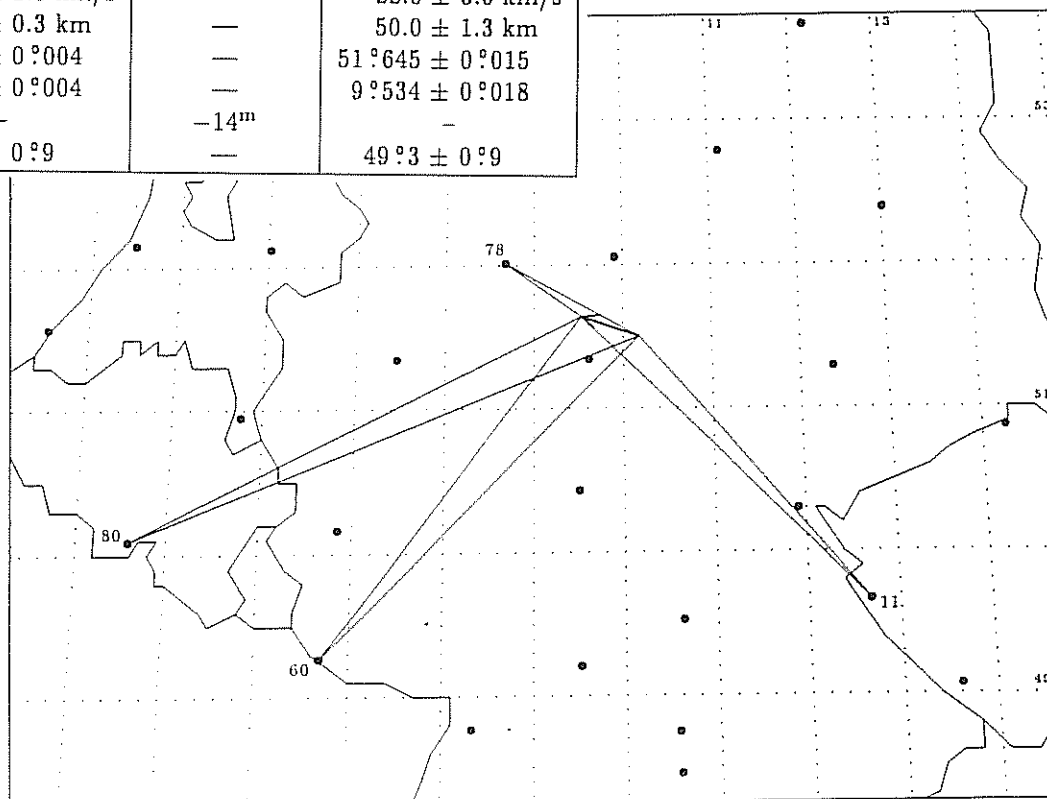 ± 0.3 km — 50.0 ± 1.3 km
± 0°.004 — 51°.645 ± 0°.015
± 0°.004 — 9°.534 ± 0°.018
– −14ᵐ –
0°.9 — 49°.3 ± 0°.9
11 13
53
78
51
80
11.
60
49